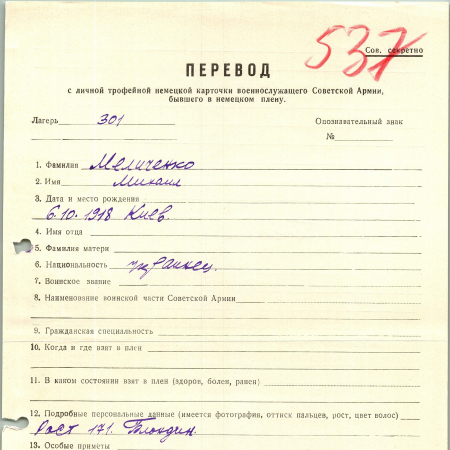 537
Сов. секретно
ПЕРЕВОД
с личной трофейной немецкой карточки военнослужащего Советской Армии,
бывшего в немецком плену.
Лагерь 301 Опознавательный знак
№
1. Фамилия Меличенко
2. Имя Михаил
3. Дата и место рождения
6.10.1918 Киев.
4. Имя отца
5. Фамилия матери
6. Национальность украинец.
7. Воинское звание
8. Наименование воинской части Советской Армии
9. Гражданская специальность
10. Когда и где взят в плен
11. В каком состоянии взят в плен (здоров, болен, ранен)
12. Подробные персональные данные (имеется фотография, оттиск пальцев, рост, цвет волос)
Рост 171. Блондин.
13. Особые приметы